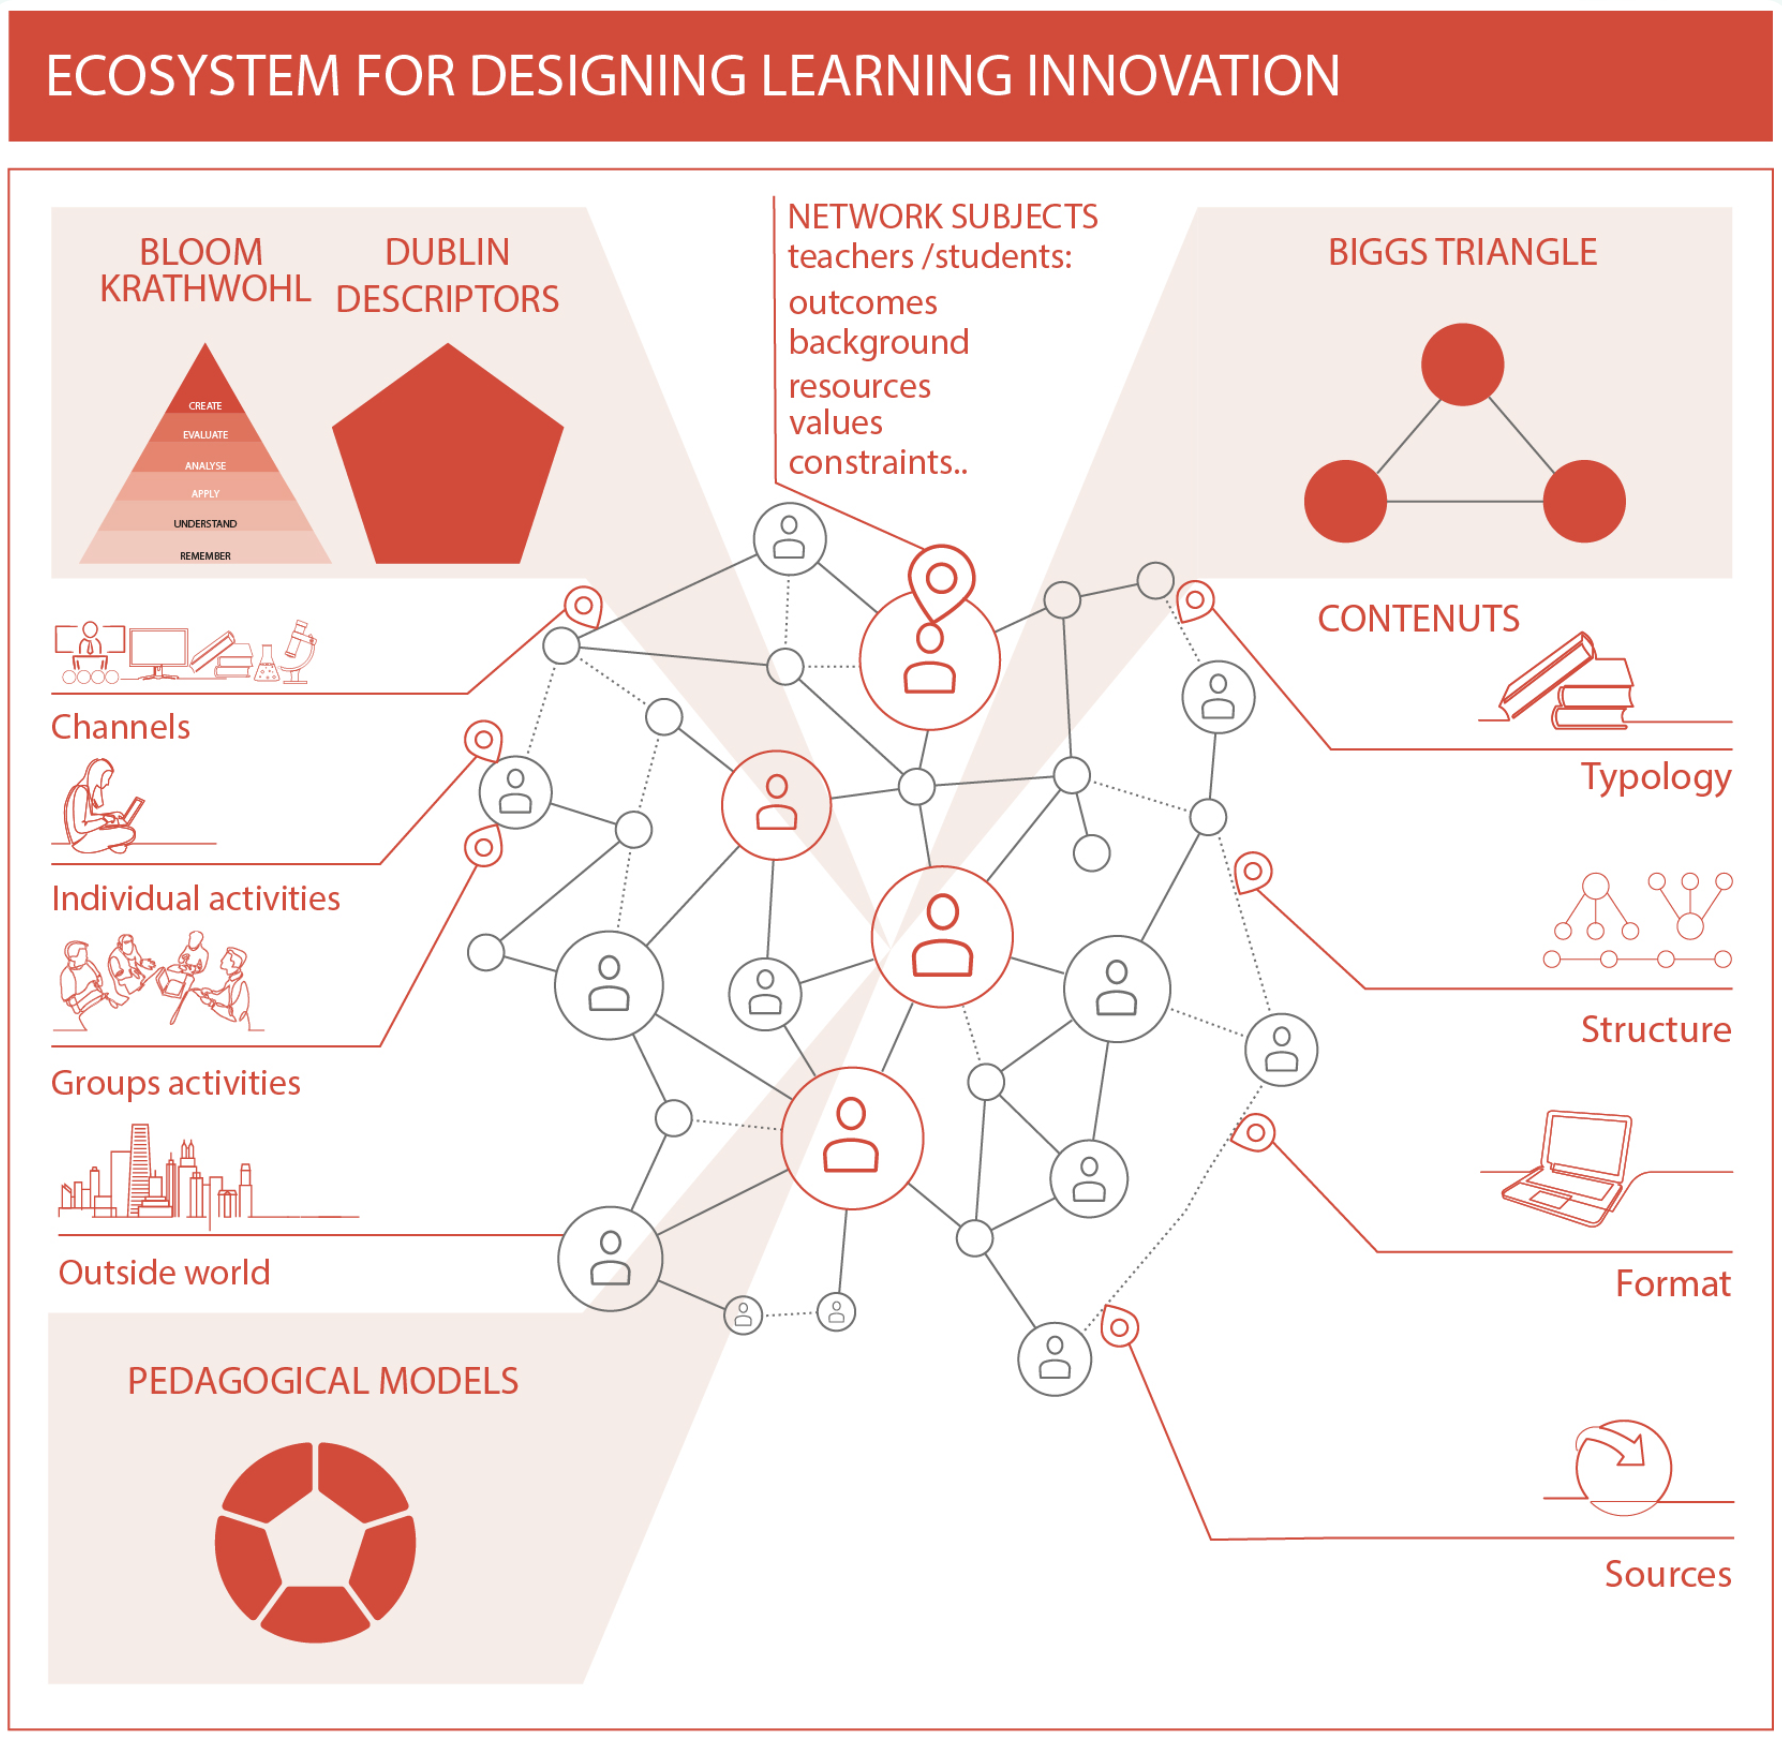 ECOSYSTEM FOR DESIGNING LEARNING INNOVATION
BLOOM
KRATHWOHL
DUBLIN
DESCRIPTORS
CREATE
EVALUATE
ANALYSE
APPLY
UNDERSTAND
REMEMBER
NETWORK SUBJECTS
teachers /students:
outcomes
background
resources
values
constraints..
BIGGS TRIANGLE
Channels
Individual activities
Groups activities
Outside world
CONTENUTS
Typology
Structure
Format
Sources
PEDAGOGICAL MODELS